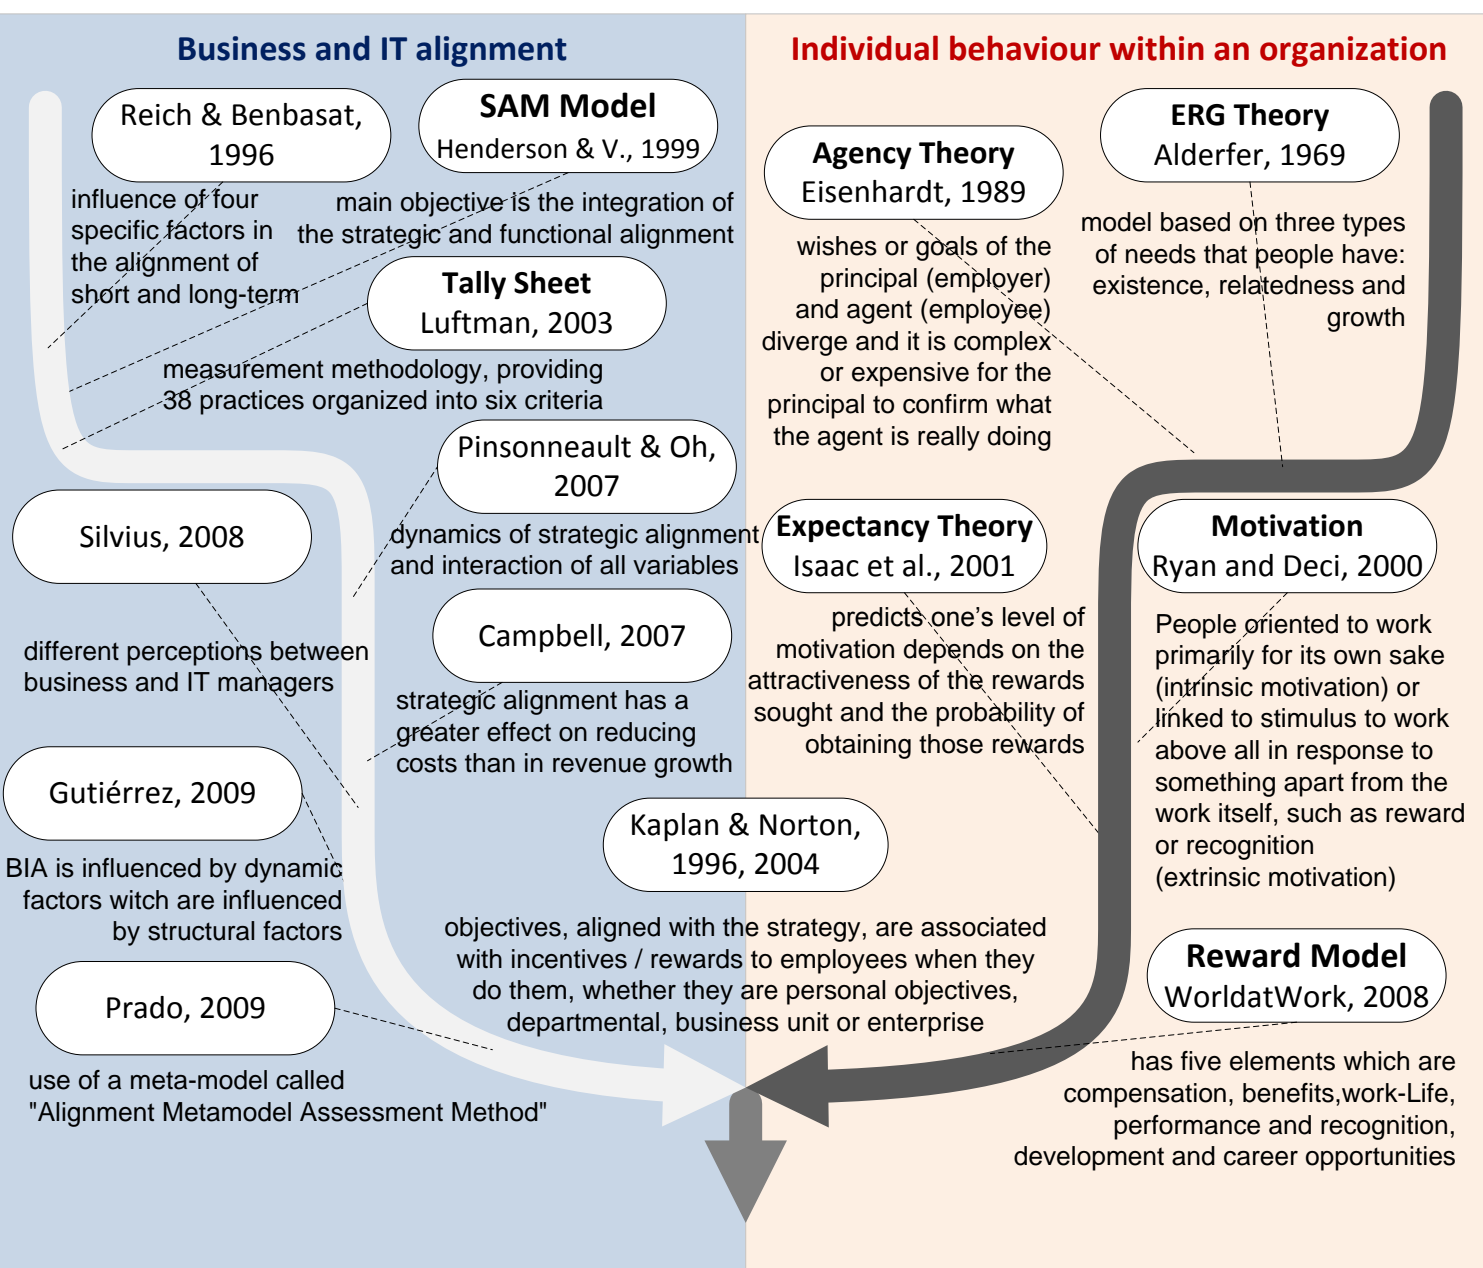 Business and IT alignment
Reich & Benbasat,
1996
influence of four
specific factors in
the alignment of
short and long-term
SAM Model
Henderson & V., 1999
main objective is the integration of
the strategic and functional alignment
Tally Sheet
Luftman, 2003
measurement methodology, providing
38 practices organized into six criteria
Pinsonneault & Oh,
2007
dynamics of strategic alignment
and interaction of all variables
Silvius, 2008
different perceptions between
business and IT managers
Campbell, 2007
strategic alignment has a
greater effect on reducing
costs than in revenue growth
Gutiérrez, 2009
BIA is influenced by dynamic
factors witch are influenced
by structural factors
Prado, 2009
use of a meta-model called
"Alignment Metamodel Assessment Method"
Kaplan & Norton,
1996, 2004
objectives, aligned with the strategy, are associated
with incentives / rewards to employees when they
do them, whether they are personal objectives,
departmental, business unit or enterprise
Individual behaviour within an organization
Agency Theory
Eisenhardt, 1989
wishes or goals of the
principal (employer)
and agent (employee)
diverge and it is complex
or expensive for the
principal to confirm what
the agent is really doing
ERG Theory
Alderfer, 1969
model based on three types
of needs that people have:
existence, relatedness and
growth
Expectancy Theory
Isaac et al., 2001
predicts one's level of
motivation depends on the
attractiveness of the rewards
sought and the probability of
obtaining those rewards
Motivation
Ryan and Deci, 2000
People oriented to work
primarily for its own sake
(intrinsic motivation) or
linked to stimulus to work
above all in response to
something apart from the
work itself, such as reward
or recognition
(extrinsic motivation)
Reward Model
WorldatWork, 2008
has five elements which are
compensation, benefits,work-Life,
performance and recognition,
development and career opportunities